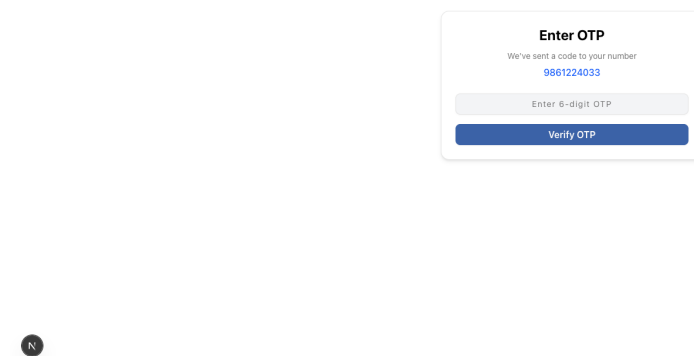 Enter OTP
We've sent a code to your number
9861224033
Enter 6-digit OTP
Verify OTP
N